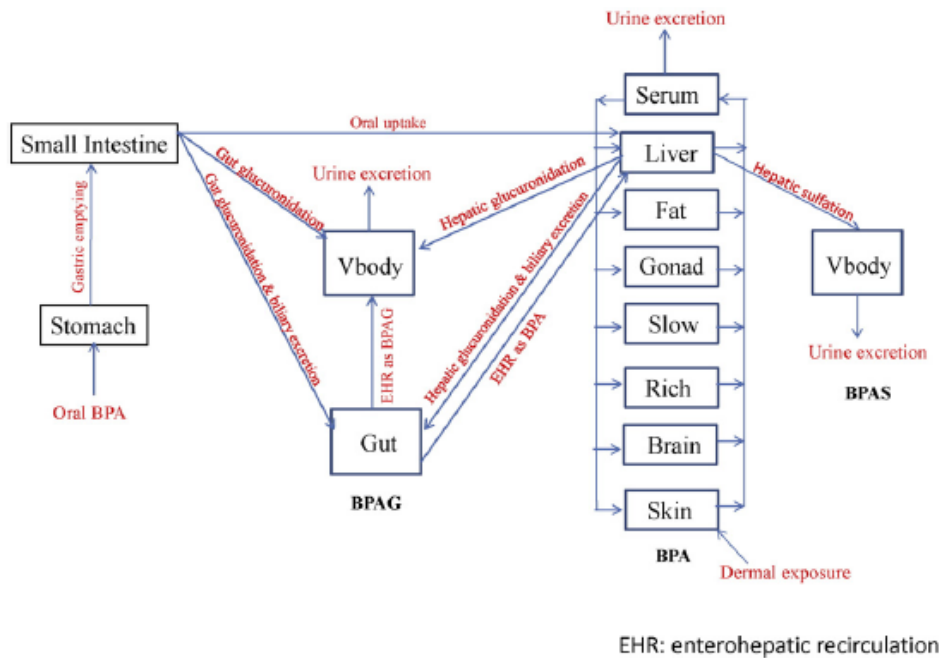 Urine excretion
Serum
Oral uptake
Small Intestine
Liver
Gut glucuronidation
Urine excretion
Hepatic glucuronidation
Hepatic sulfation
Gut glucuronidation & biliary excretion
Fat
Gastric emptying
Vbody
Vbody
Hepatic glucuronidation & biliary excretion
Gonad
Stomach
Slow
EHR as BPAG
EHR as BPA
Urine excretion
Rich
BPAS
Oral BPA
Gut
Brain
BPAG
Skin
BPA
Dermal exposure
EHR: enterohepatic recirculation